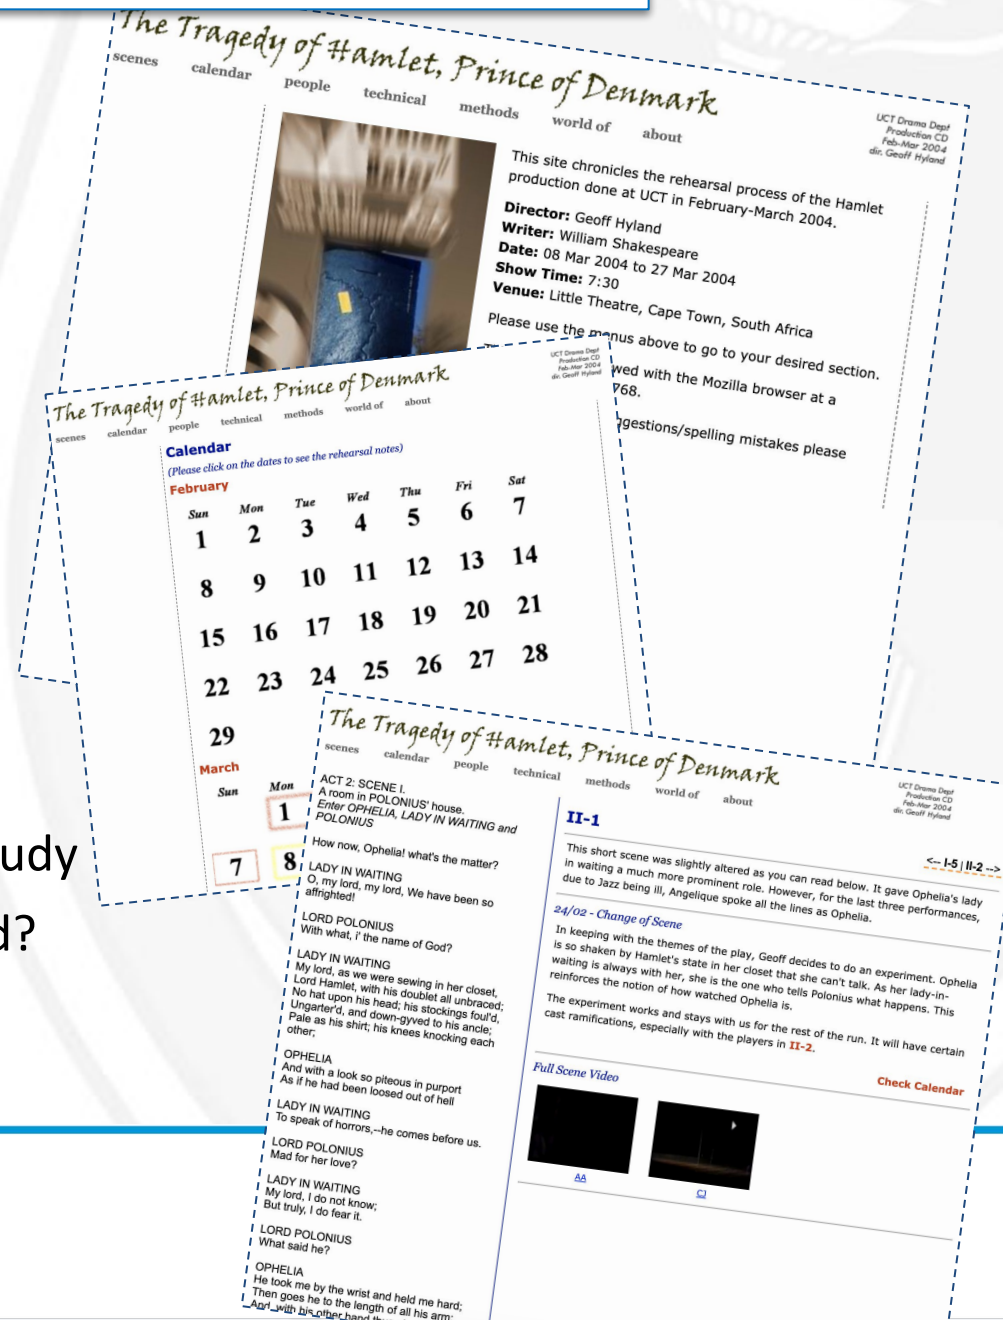 The Tragedy of Hamlet, Prince of Denmark
scenes calendar people technical methods world of about
UCT Drama Dept
Production CD
Feb-Mar 2004
dir. Geoff Hyland
This site chronicles the rehearsal process of the Hamlet
production done at UCT in February-March 2004.
Director: Geoff Hyland
Writer: William Shakespeare
Date: 08 Mar 2004 to 27 Mar 2004
Show Time: 7:30
Venue: Little Theatre, Cape Town, South Africa
Please use the menus above to go to your desired section.
wed with the Mozilla browser at a
768.
ggestions/spelling mistakes please
The Tragedy of Hamlet, Prince of Denmark
scenes calendar people technical methods world of about
UCT Drama Dept
Production CD
Feb-Mar 2004
dir. Geoff Hyland
Calendar
(Please click on the dates to see the rehearsal notes)
February
Sun Mon Tue Wed Thu Fri Sat
1 2 3 4 5 6 7
8 9 10 11 12 13 14
15 16 17 18 19 20 21
22 23 24 25 26 27 28
29
March
Sun Mon
1
7 8
udy
d?
The Tragedy of Hamlet, Prince of Denmark
scenes calendar people technical methods world of about
UCT Drama Dept
Production CD
Feb-Mar 2004
dir. Geoff Hyland
ACT 2: SCENE I.
A room in POLONIUS' house.
Enter OPHELIA, LADY IN WAITING and
POLONIUS
How now, Ophelia! what's the matter?
LADY IN WAITING
O, my lord, my lord, We have been so
affrighted!
LORD POLONIUS
With what, i' the name of God?
LADY IN WAITING
My lord, as we were sewing in her closet,
Lord Hamlet, with his doublet all unbraced;
No hat upon his head; his stockings foul'd,
Ungarter'd, and down-gyved to his ancle;
Pale as his shirt; his knees knocking each
other;
OPHELIA
And with a look so piteous in purport
As if he had been loosed out of hell
LADY IN WAITING
To speak of horrors,--he comes before us.
LORD POLONIUS
Mad for her love?
LADY IN WAITING
My lord, I do not know;
But truly, I do fear it.
LORD POLONIUS
What said he?
OPHELIA
He took me by the wrist and held me hard;
Then goes he to the length of all his arm;
And, with his other hand
II-1
<-- I-5 | II-2 -->
This short scene was slightly altered as you can read below. It gave Ophelia's lady
in waiting a much more prominent role. However, for the last three performances,
due to Jazz being ill, Angelique spoke all the lines as Ophelia.
24/02 - Change of Scene
In keeping with the themes of the play, Geoff decides to do an experiment. Ophelia
is so shaken by Hamlet's state in her closet that she can't talk. As her lady-in-
waiting is always with her, she is the one who tells Polonius what happens. This
reinforces the notion of how watched Ophelia is.
The experiment works and stays with us for the rest of the run. It will have certain
cast ramifications, especially with the players in II-2.
Check Calendar
Full Scene Video
AA CJ